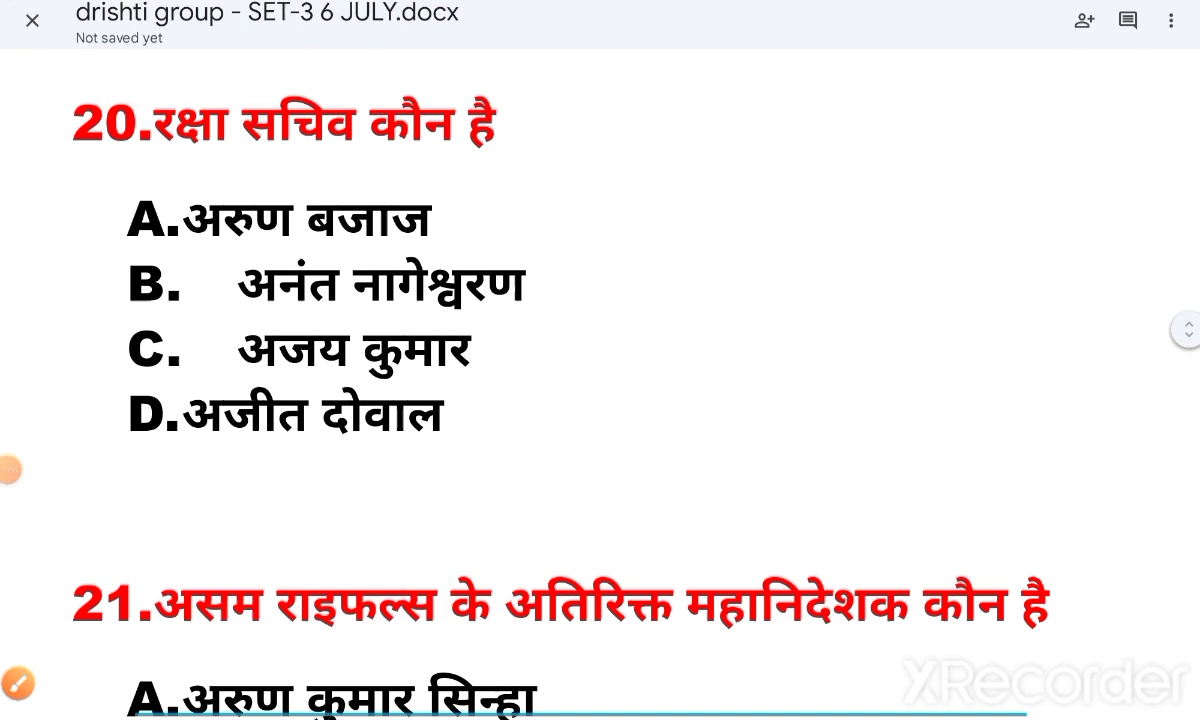 drishti group - SET-3 6 JULY.docx
Not saved yet
20.रक्षा सचिव कौन है
A.अरुण बजाज
B. अनंत नागेश्वरण
C. अजय कुमार
D.अजीत दोवाल
21.असम राइफल्स के अतिरिक्त महानिदेशक कौन है
A.अरुण कुमार सिन्हा
XRecorder